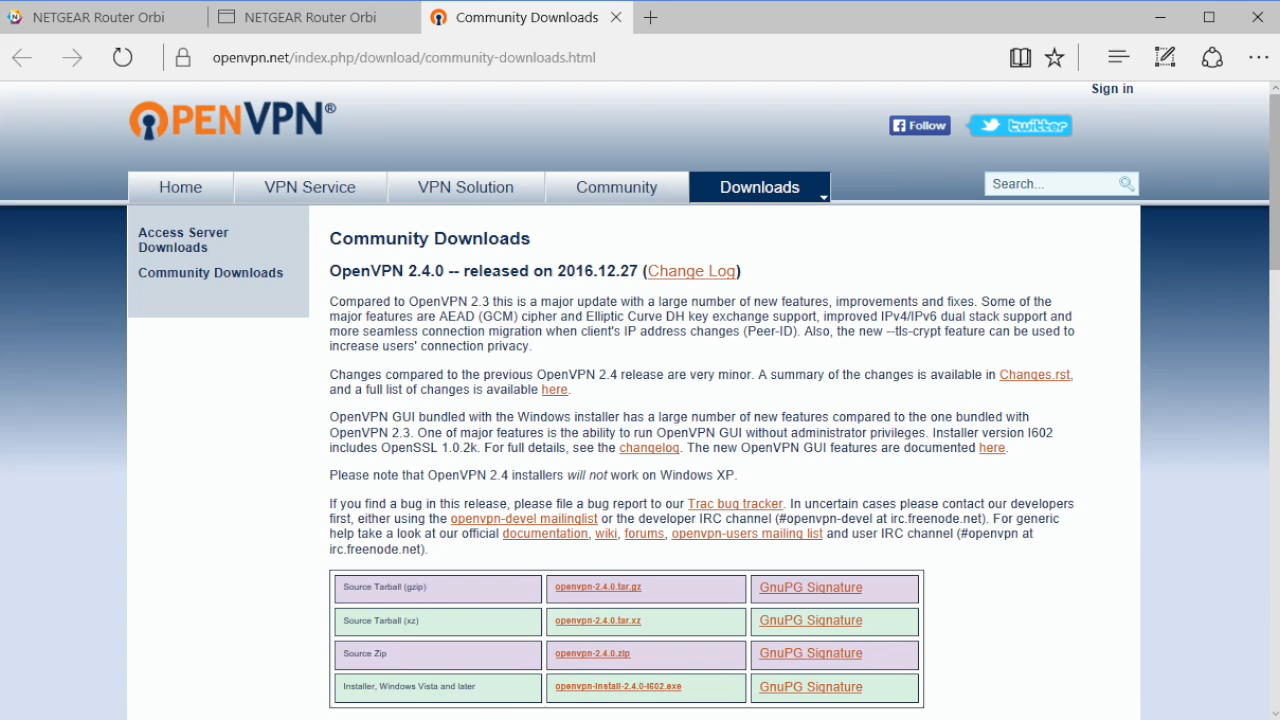 NETGEAR Router Orbi
NETGEAR Router Orbi
Community Downloads
openvpn.net/index.php/download/community-downloads.html
Sign in
OPENVPN®
Follow
twitter
Home
VPN Service
VPN Solution
Community
Downloads
Search...
Access Server
Downloads
Community Downloads
Community Downloads
OpenVPN 2.4.0 -- released on 2016.12.27 (Change Log)
Compared to OpenVPN 2.3 this is a major update with a large number of new features, improvements and fixes. Some of the
major features are AEAD (GCM) cipher and Elliptic Curve DH key exchange support, improved IPv4/IPv6 dual stack support and
more seamless connection migration when client's IP address changes (Peer-ID). Also, the new --tls-crypt feature can be used to
increase users' connection privacy.
Changes compared to the previous OpenVPN 2.4 release are very minor. A summary of the changes is available in Changes.rst,
and a full list of changes is available here.
OpenVPN GUI bundled with the Windows installer has a large number of new features compared to the one bundled with
OpenVPN 2.3. One of major features is the ability to run OpenVPN GUI without administrator privileges. Installer version I602
includes OpenSSL 1.0.2k. For full details, see the changelog. The new OpenVPN GUI features are documented here.
Please note that OpenVPN 2.4 installers will not work on Windows XP.
If you find a bug in this release, please file a bug report to our Trac bug tracker. In uncertain cases please contact our developers
first, either using the openvpn-devel mailinglist or the developer IRC channel (#openvpn-devel at irc.freenode.net). For generic
help take a look at our official documentation, wiki, forums, openvpn-users mailing list and user IRC channel (#openvpn at
irc.freenode.net).
Source Tarball (gzip) openvpn-2.4.0.tar.gz GnuPG Signature
Source Tarball (xz) openvpn-2.4.0.tar.xz GnuPG Signature
Source Zip openvpn-2.4.0.zip GnuPG Signature
Installer, Windows Vista and later openvpn-install-2.4.0-I602.exe GnuPG Signature